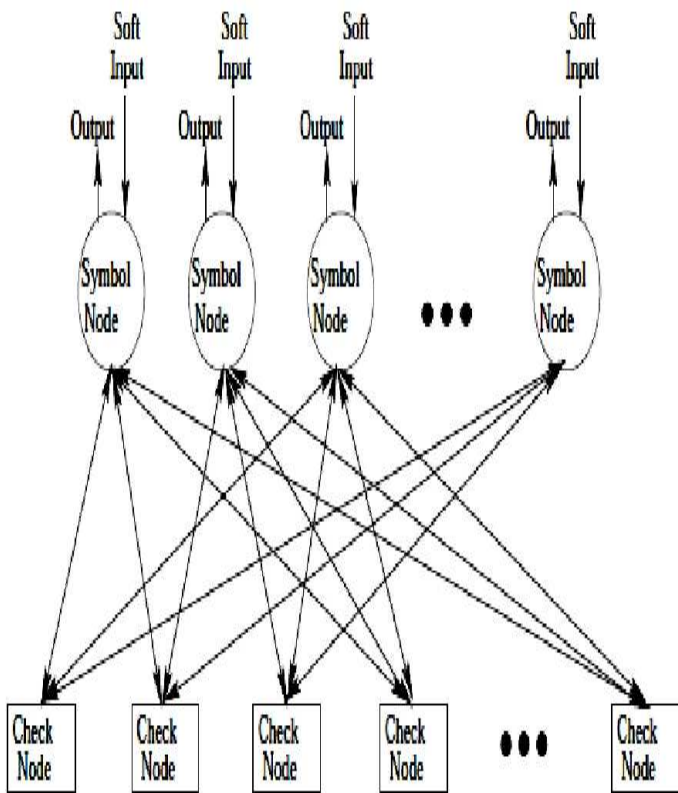 Soft Soft Soft Soft
Input Input Input Input
Output Output Output Output
Symbol Symbol Symbol Symbol
Node Node Node Node
Check Check Check Check Check
Node Node Node Node Node